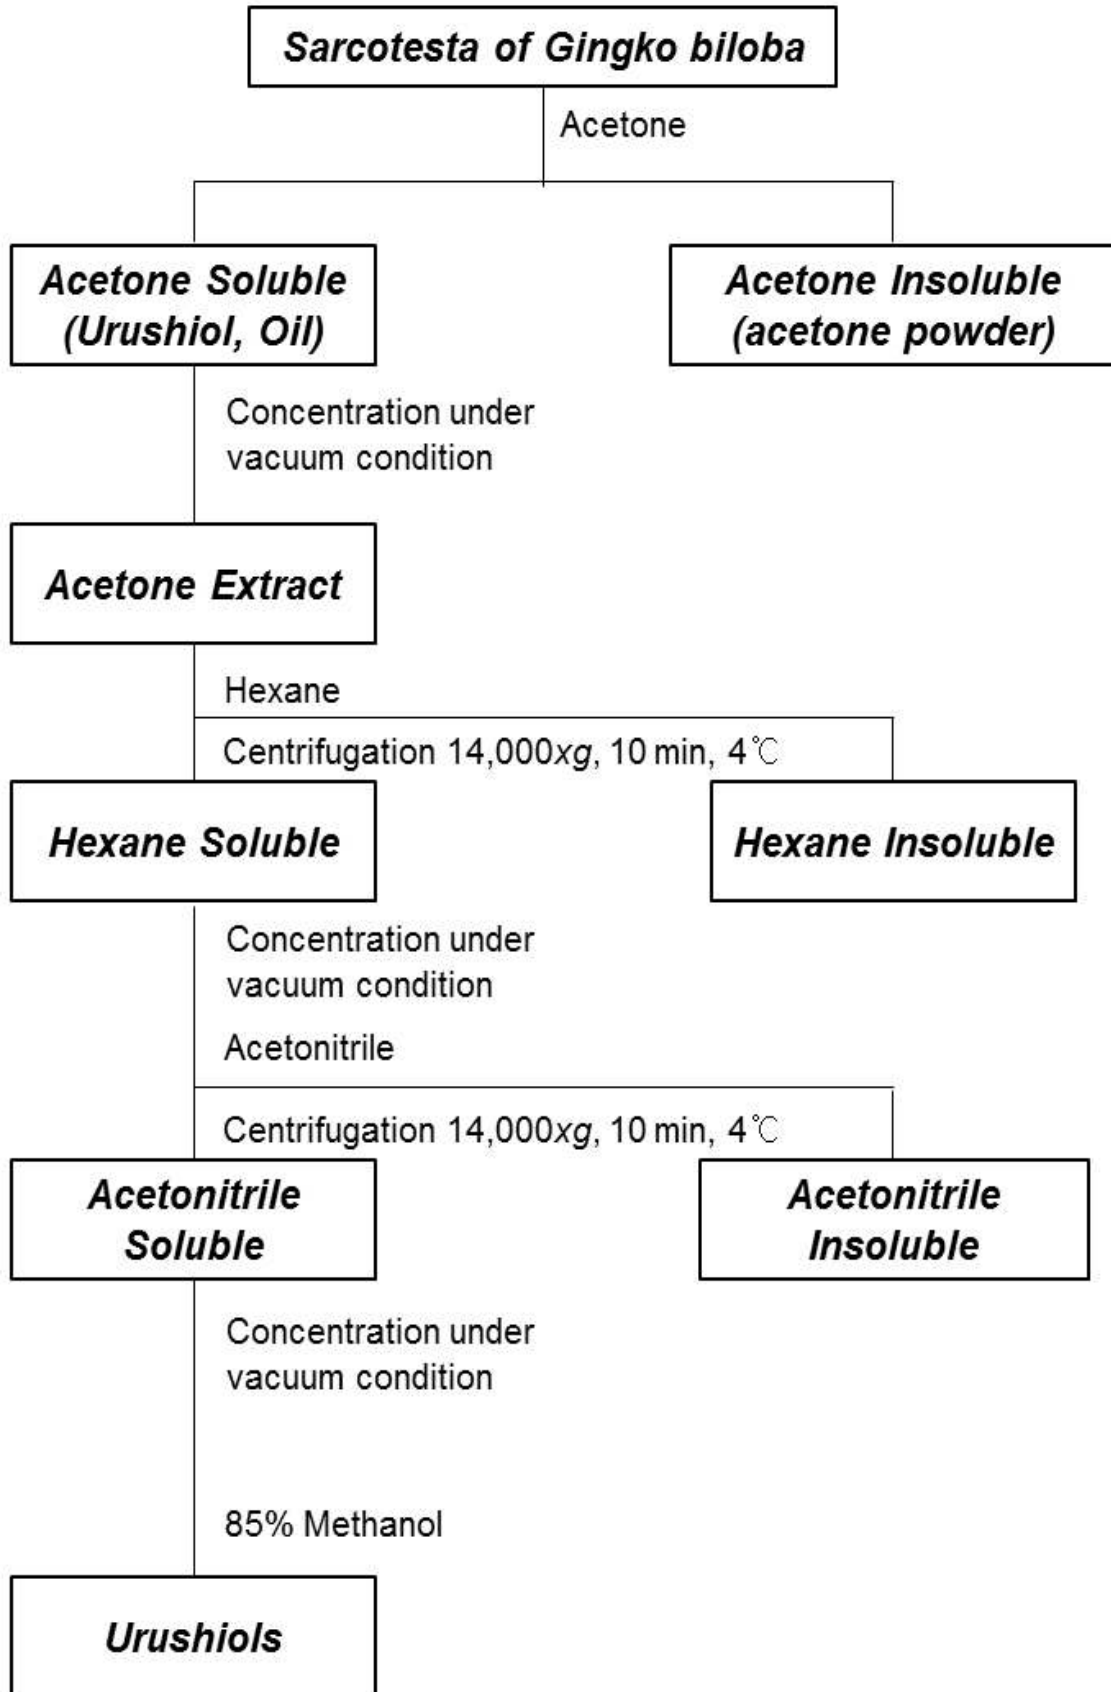 Sarcotesta of Gingko biloba
Acetone
Acetone Soluble
(Urushiol, Oil)
Acetone Insoluble
(acetone powder)
Concentration under
vacuum condition
Acetone Extract
Hexane
Centrifugation 14,000xg, 10 min, 4℃
Hexane Soluble
Hexane Insoluble
Concentration under
vacuum condition
Acetonitrile
Centrifugation 14,000xg, 10 min, 4℃
Acetonitrile
Soluble
Acetonitrile
Insoluble
Concentration under
vacuum condition
85% Methanol
Urushiols